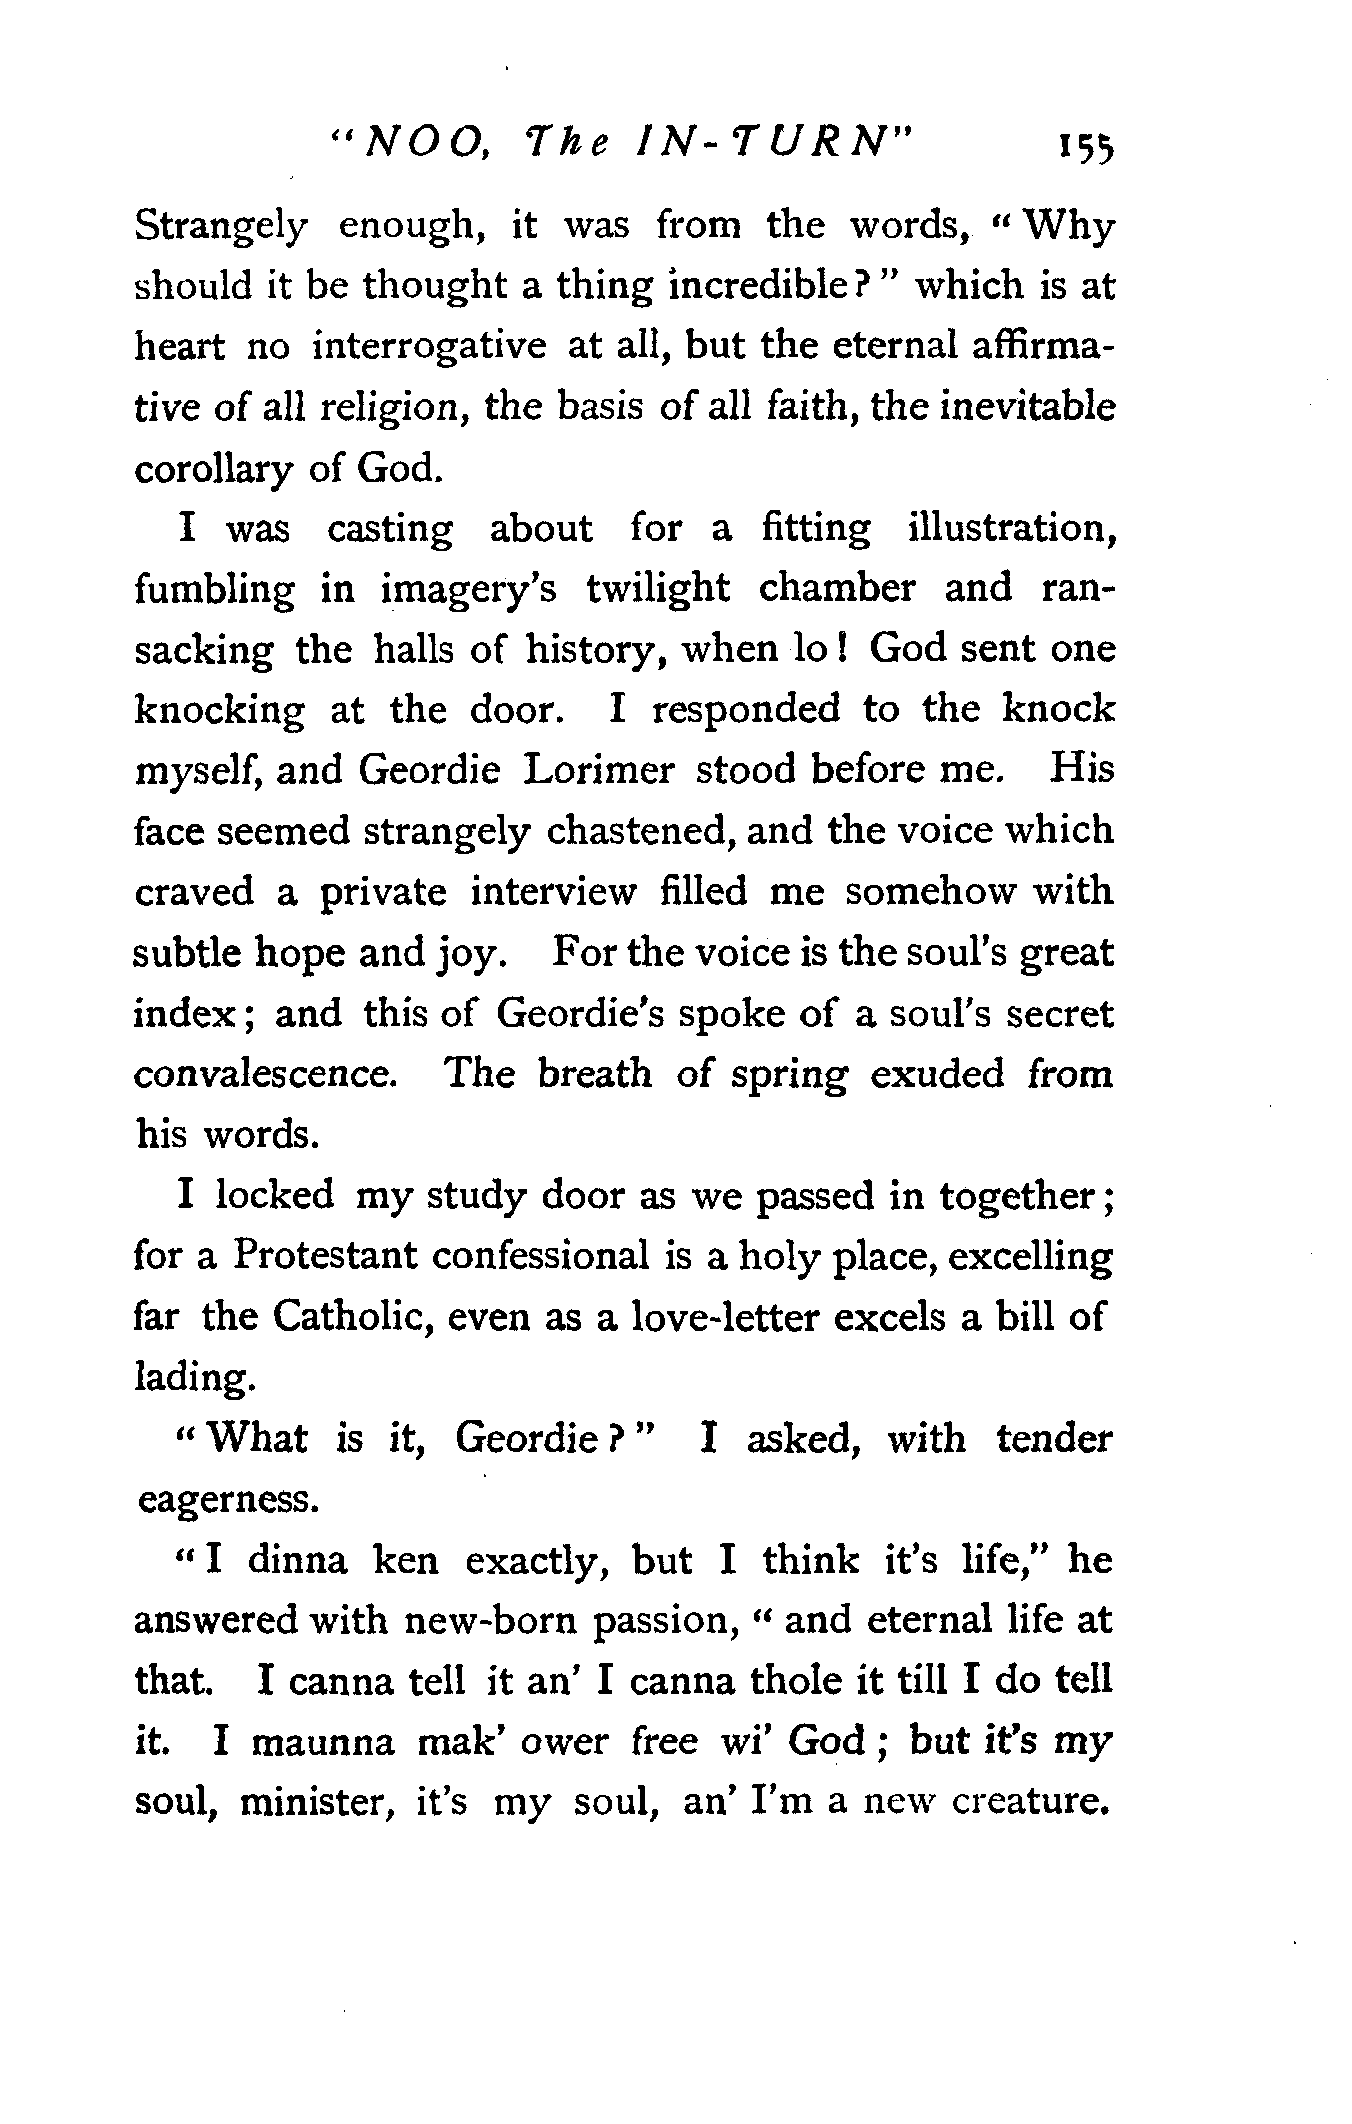 "NOO, The IN-TURN" 155
Strangely enough, it was from the words, "Why
should it be thought a thing incredible?" which is at
heart no interrogative at all, but the eternal affirma-
tive of all religion, the basis of all faith, the inevitable
corollary of God.
I was casting about for a fitting illustration,
fumbling in imagery's twilight chamber and ran-
sacking the halls of history, when lo! God sent one
knocking at the door. I responded to the knock
myself, and Geordie Lorimer stood before me. His
face seemed strangely chastened, and the voice which
craved a private interview filled me somehow with
subtle hope and joy. For the voice is the soul's great
index; and this of Geordie's spoke of a soul's secret
convalescence. The breath of spring exuded from
his words.
I locked my study door as we passed in together;
for a Protestant confessional is a holy place, excelling
far the Catholic, even as a love-letter excels a bill of
lading.
"What is it, Geordie?" I asked, with tender
eagerness.
"I dinna ken exactly, but I think it's life," he
answered with new-born passion, "and eternal life at
that. I canna tell it an' I canna thole it till I do tell
it. I maunna mak' ower free wi' God; but it's my
soul, minister, it's my soul, an' I'm a new creature.